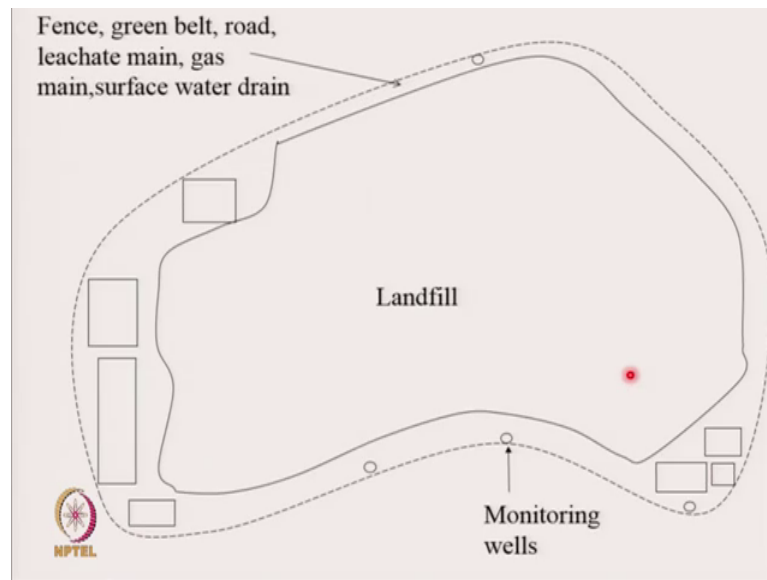 Fence, green belt, road,
leachate main, gas
main,surface water drain
Landfill
Monitoring
wells
NPTEL